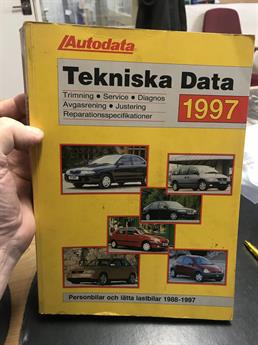 Autodata
Tekniska Data
Trimning • Service • Diagnos
Avgasrening • Justering
Reparationsspecifikationer
1997
Personbilar och lätta lastbilar 1988-1997